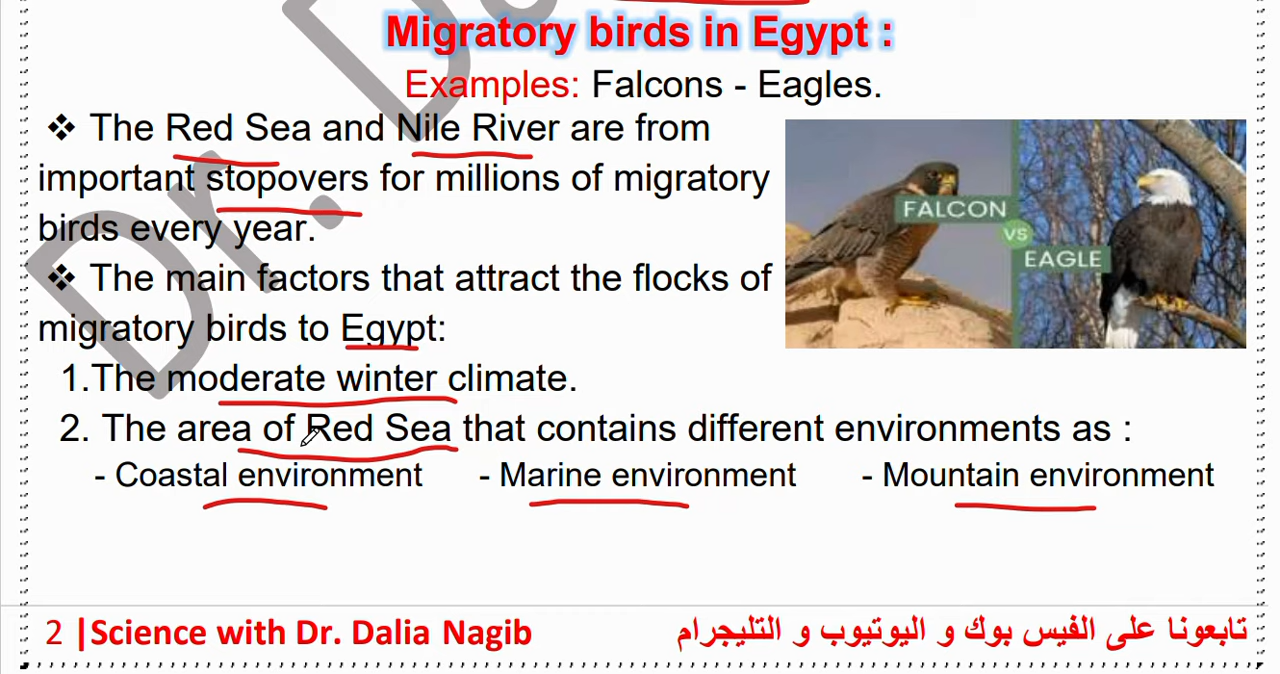 Migratory birds in Egypt :
Examples: Falcons - Eagles.
❖ The Red Sea and Nile River are from
important stopovers for millions of migratory
birds every year.
FALCON
VS
EAGLE
❖ The main factors that attract the flocks of
migratory birds to Egypt:
1.The moderate winter climate.
2. The area of Red Sea that contains different environments as :
- Coastal environment - Marine environment - Mountain environment
2 |Science with Dr. Dalia Nagib
تابعونا على الفيس بوك و اليوتيوب و التليجرام
Dr. Da